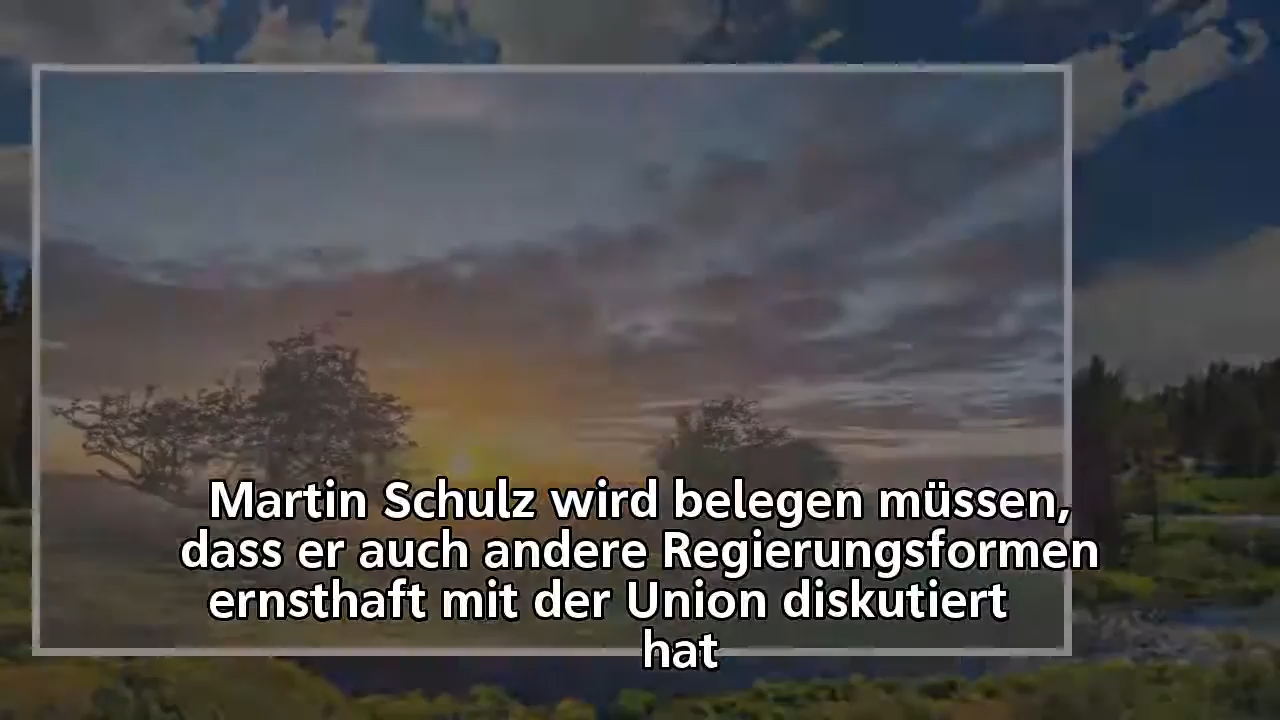 Martin Schulz wird belegen müssen,
dass er auch andere Regierungsformen
ernsthaft mit der Union diskutiert
hat